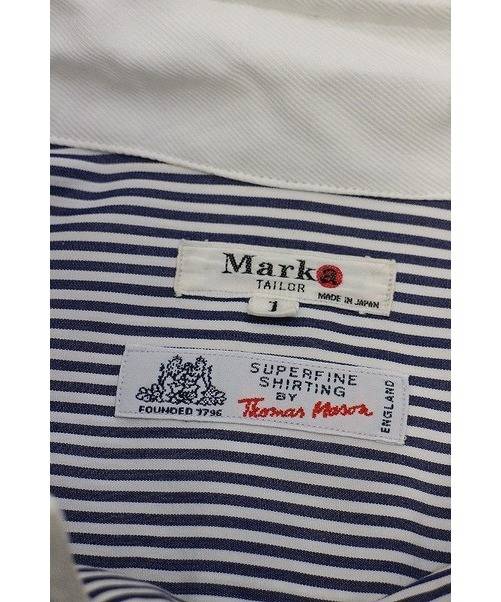 Marka
TAILOR
MADE IN JAPAN
1
SUPERFINE
SHIRTING
BY
Thomas Mason
FOUNDED 1796
ENGLAND